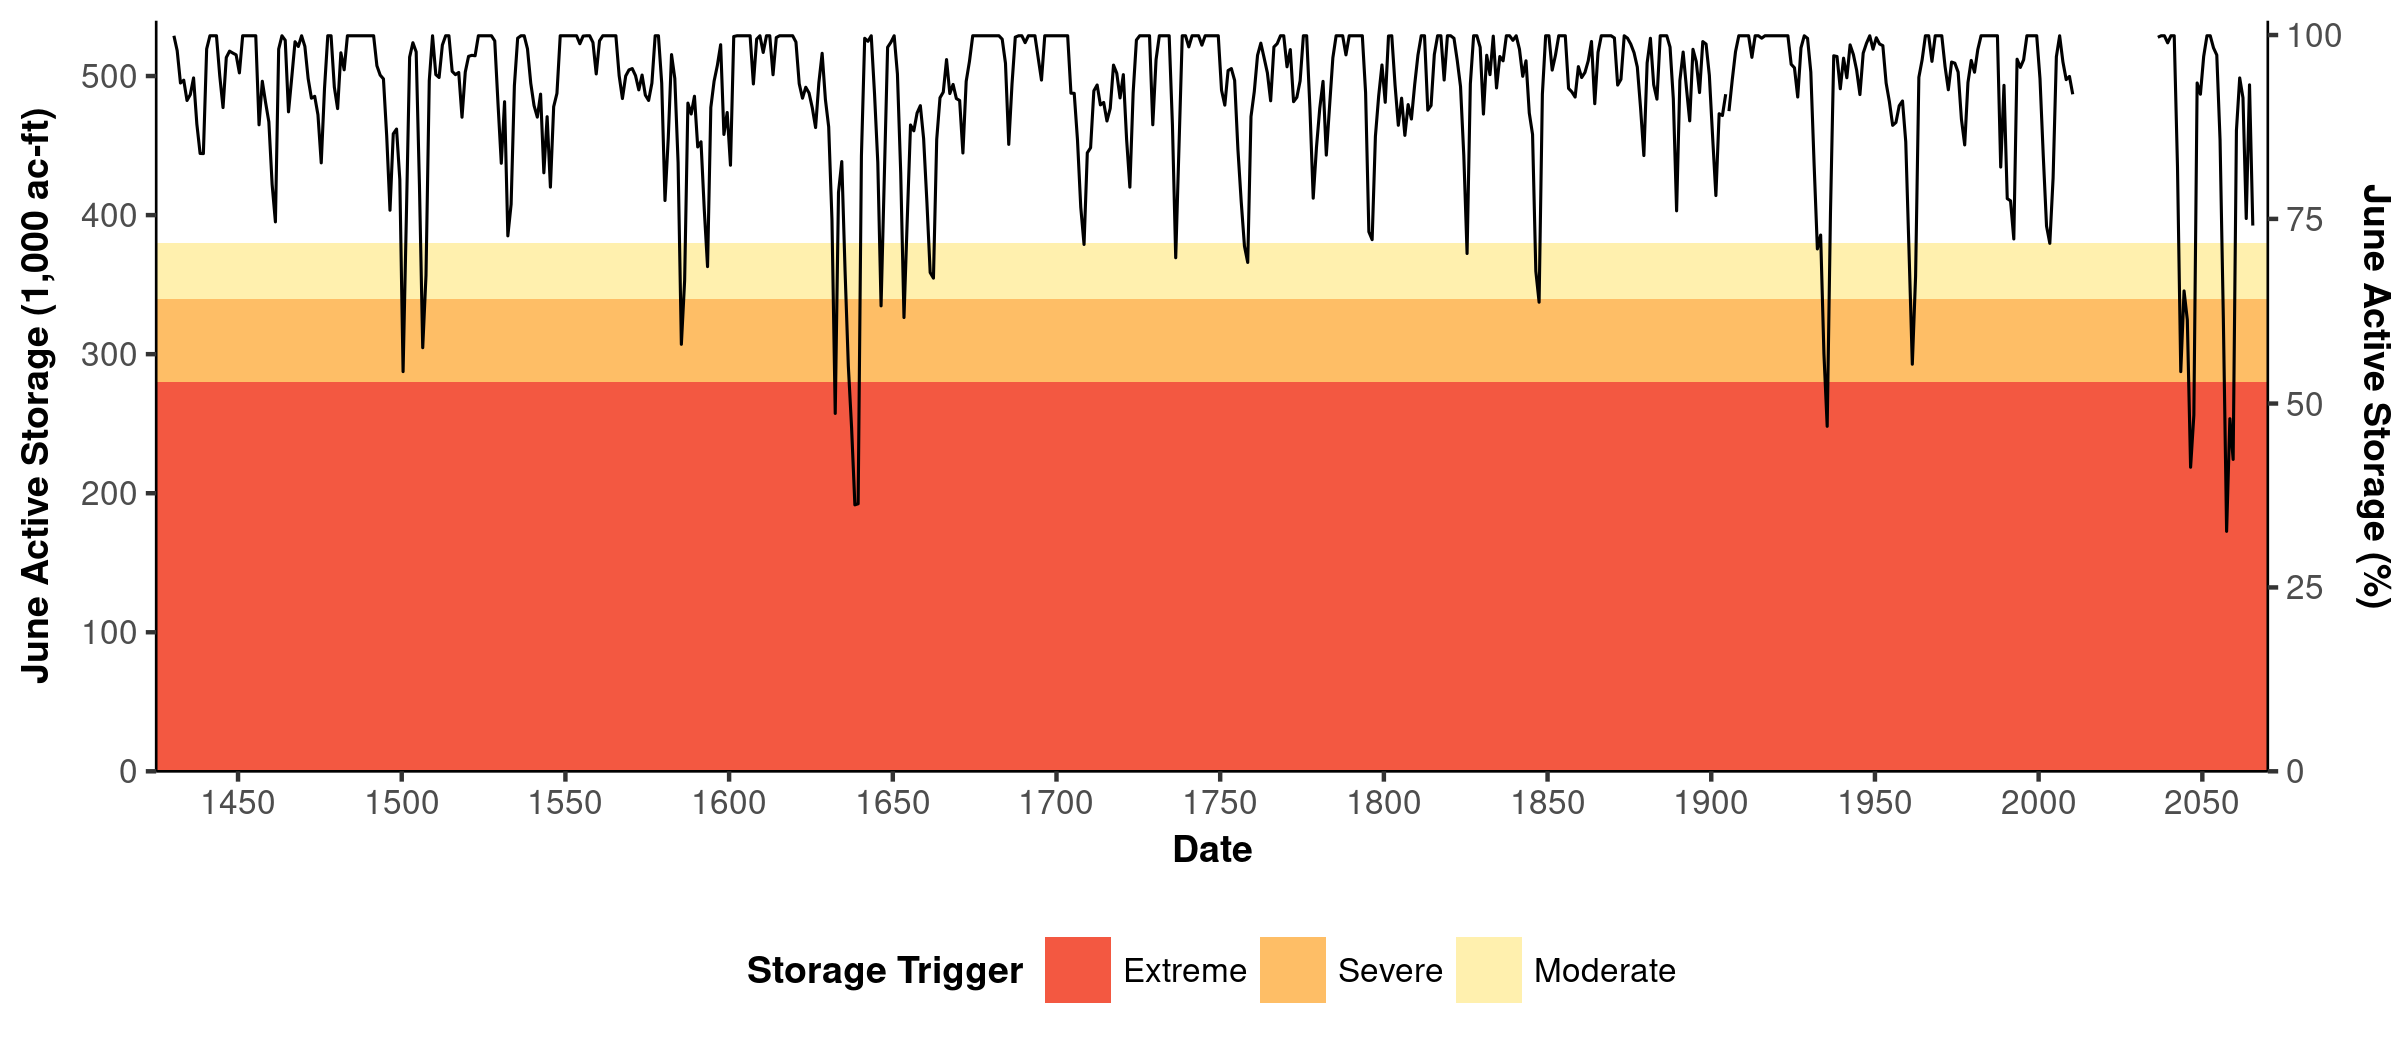 June Active Storage (1,000 ac-ft)
500
400
300
200
100
0
100
75
50
25
0
June Active Storage (%)
1450 1500 1550 1600 1650 1700 1750 1800 1850 1900 1950 2000 2050
Date
Storage Trigger Extreme Severe Moderate